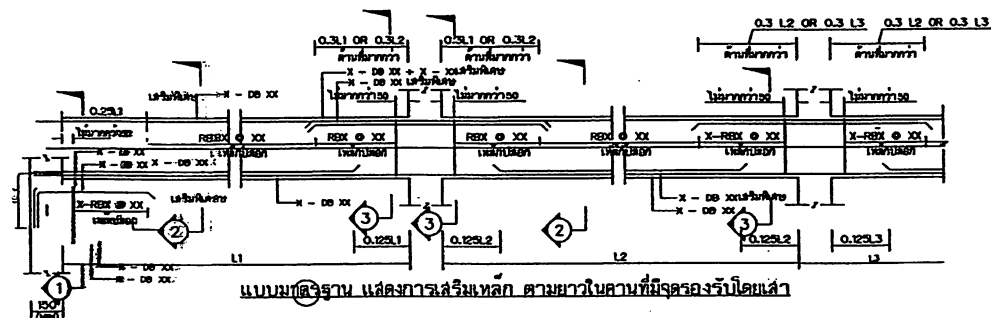 0.3L1 OR 0.3L2
0.3L1 OR 0.3L2
0.3 L2 OR 0.3 L3
0.3 L2 OR 0.3 L3
ด้านที่มากกว่า
ด้านที่มากกว่า
ด้านที่มากกว่า
ด้านที่มากกว่า
X - DB XX + X - XX เสริมพิเศษ
X - DB XX เสริมพิเศษ
เสริมพิเศษ
X - DB XX
ไม่มากกว่า50
ไม่มากกว่า50
ไม่มากกว่า50
ไม่มากกว่า50
RBX @ XX
RBX @ XX
RBX @ XX
X-RBX @ XX
X-RBX @ XX
เหล็กปลอก
เหล็กปลอก
เหล็กปลอก
เหล็กปลอก
เหล็กปลอก
เหล็กปลอก
X - DB XX
X - DB XX
X-RBX @ XX
เสริมพิเศษ
X - DB XX
X - DB XX เสริมพิเศษ
X - DB XX
2
3
3
2
3
0.125L1
0.125L2
0.125L2
0.125L3
L1
L2
L3
X - DB XX
X - DB XX
1
150
แบบมาตรฐาน แสดงการเสริมเหล็ก ตามยาวในคานที่มีจุดรองรับโดยเสา